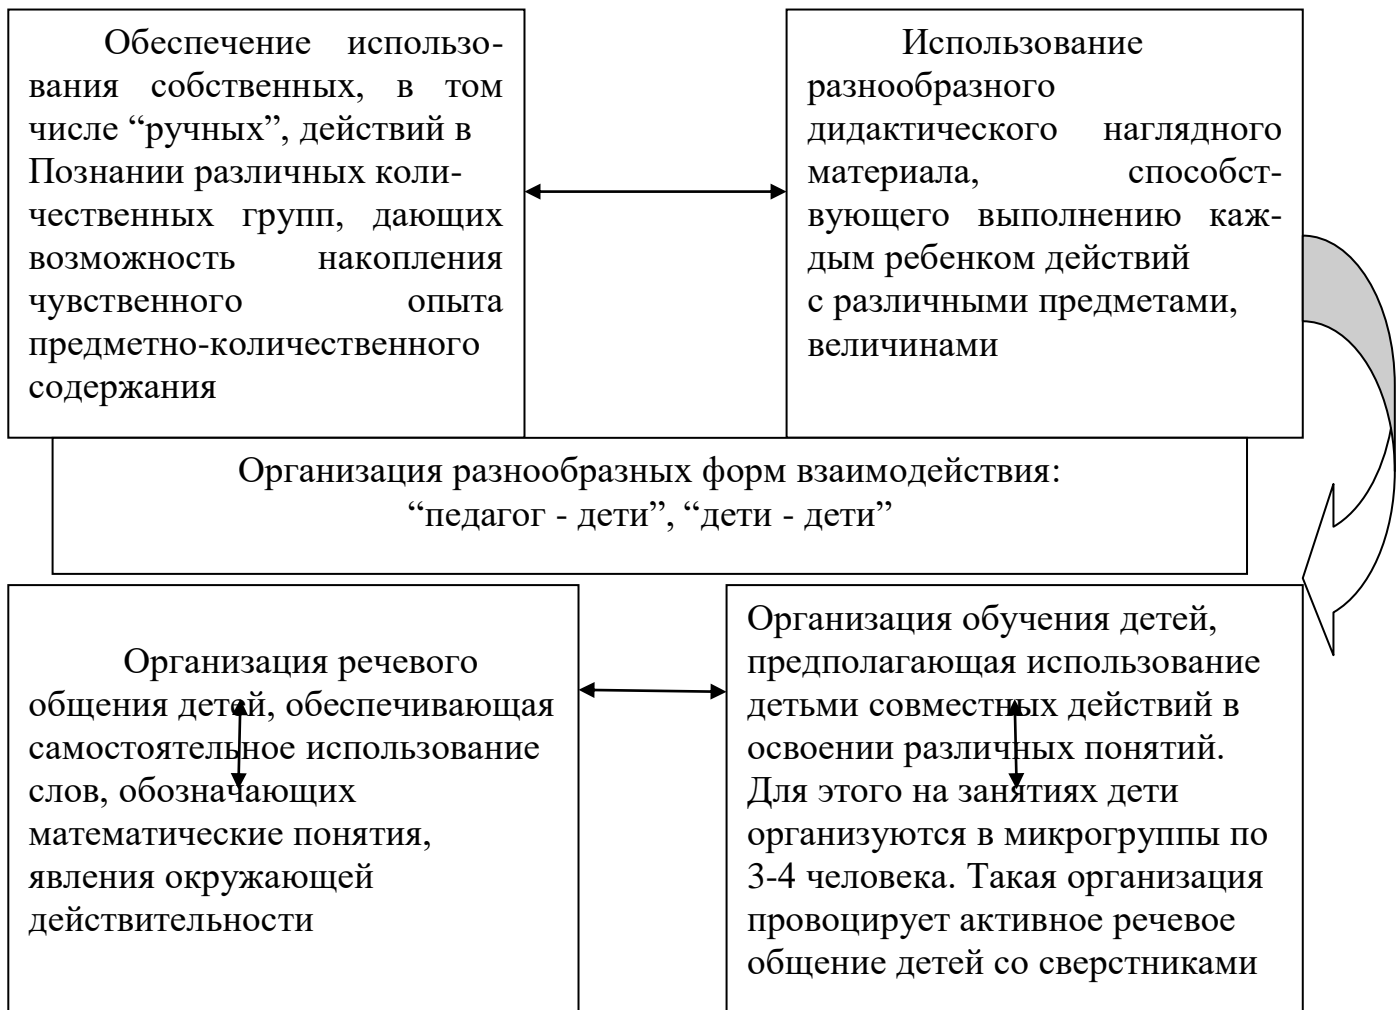 Обеспечение использо-
вания собственных, в том
числе “ручных”, действий в
Познании различных коли-
чественных групп, дающих
возможность накопления
чувственного опыта
предметно-количественного
содержания
Использование
разнообразного
дидактического наглядного
материала, способст-
вующего выполнению каж-
дым ребенком действий
с различными предметами,
величинами
Организация разнообразных форм взаимодействия:
“педагог - дети”, “дети - дети”
Организация речевого
общения детей, обеспечивающая
самостоятельное использование
слов, обозначающих
математические понятия,
явления окружающей
действительности
Организация обучения детей,
предполагающая использование
детьми совместных действий в
освоении различных понятий.
Для этого на занятиях дети
организуются в микрогруппы по
3-4 человека. Такая организация
провоцирует активное речевое
общение детей со сверстниками